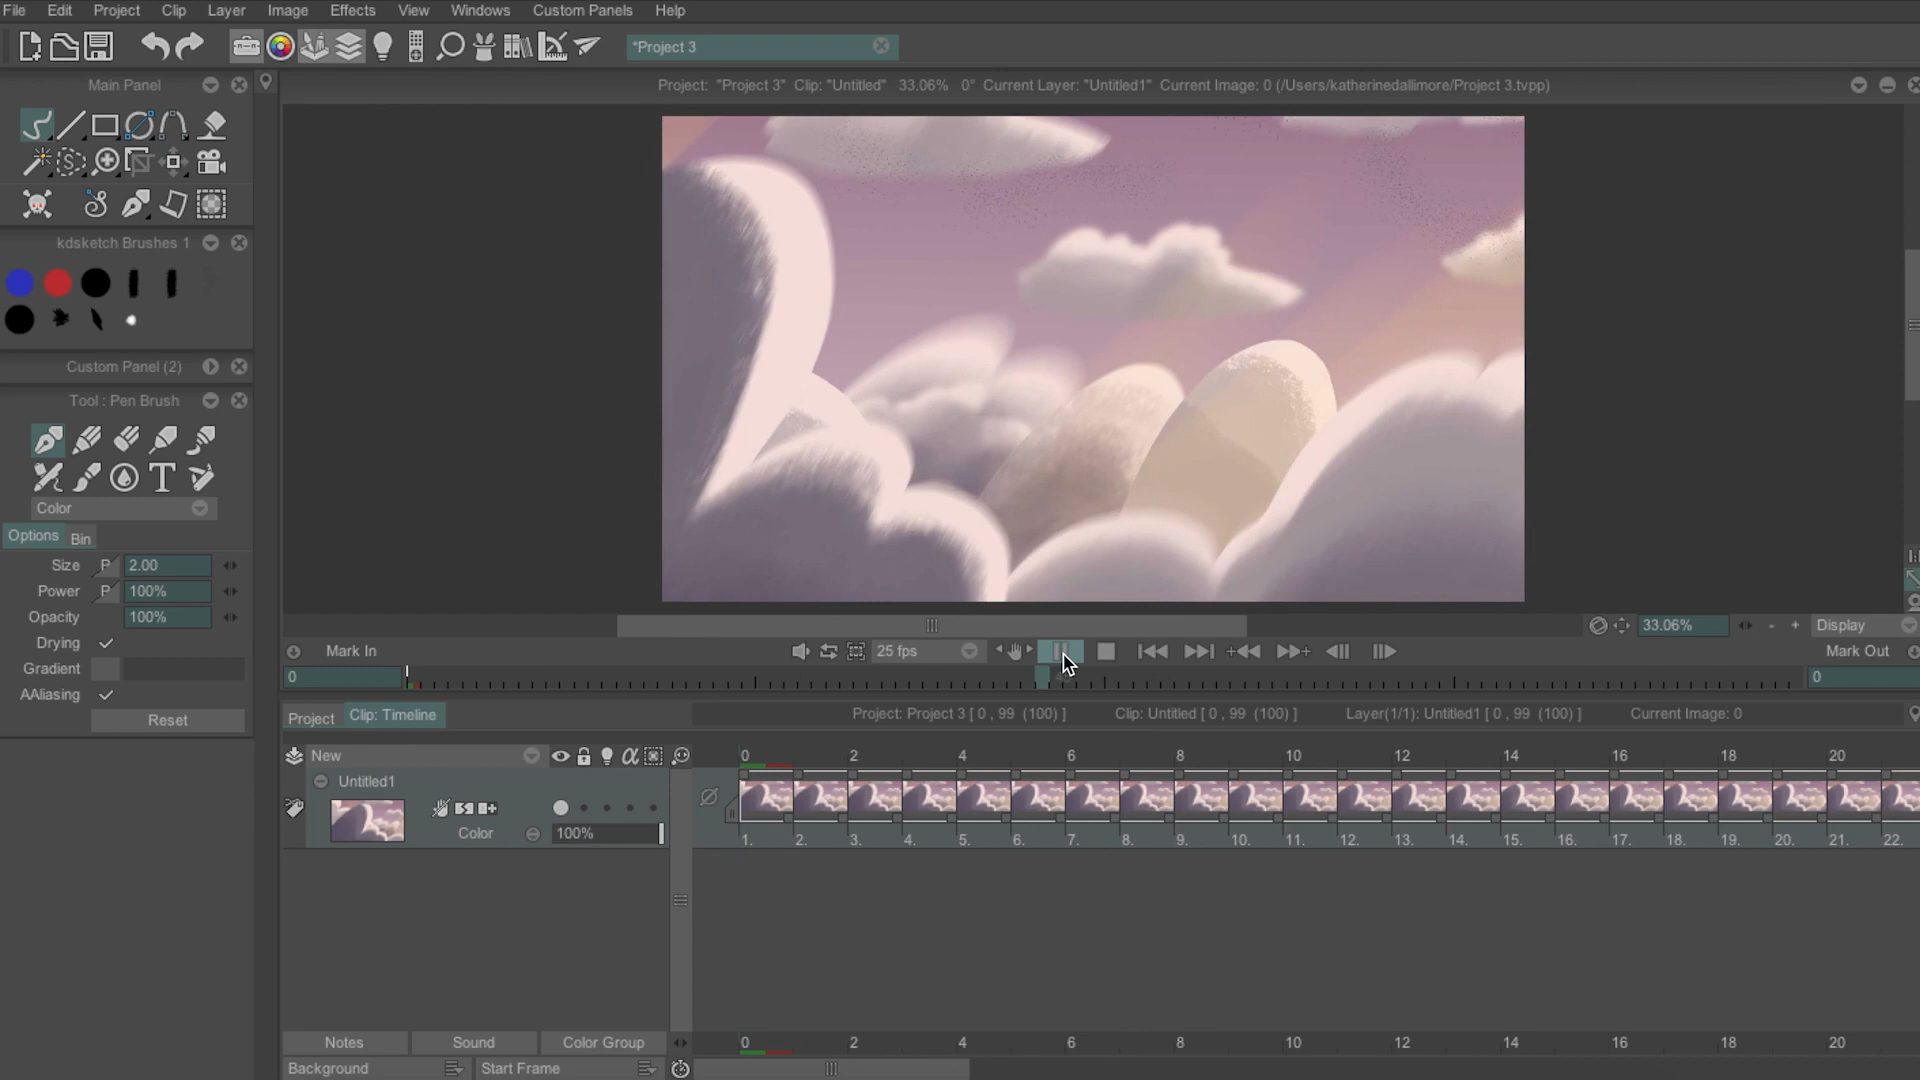 File Edit Project Clip Layer Image Effects View Windows Custom Panels Help
*Project 3
Main Panel
Project: "Project 3" Clip: "Untitled" 33.06% 0° Current Layer: "Untitled1" Current Image: 0 (/Users/katherinedallimore/Project 3.tvpp)
kdsketch Brushes 1
Custom Panel (2)
Tool : Pen Brush
T
Color
Options Bin
Size P 2.00
Power P 100%
Opacity 100%
Drying
Gradient
AAliasing
Reset
33.06% - + Display
Mark In 25 fps Mark Out
0 0
Project Clip: Timeline Project: Project 3 [ 0 , 99 (100) ] Clip: Untitled [ 0 , 99 (100) ] Layer(1/1): Untitled1 [ 0 , 99 (100) ] Current Image: 0
New 0 2 4 6 8 10 12 14 16 18 20
Untitled1
Color 100% 1. 2. 3. 4. 5. 6. 7. 8. 9. 10. 11. 12. 13. 14. 15. 16. 17. 18. 19. 20. 21. 22.
Notes Sound Color Group 0 2 4 6 8 10 12 14 16 18 20
Background Start Frame